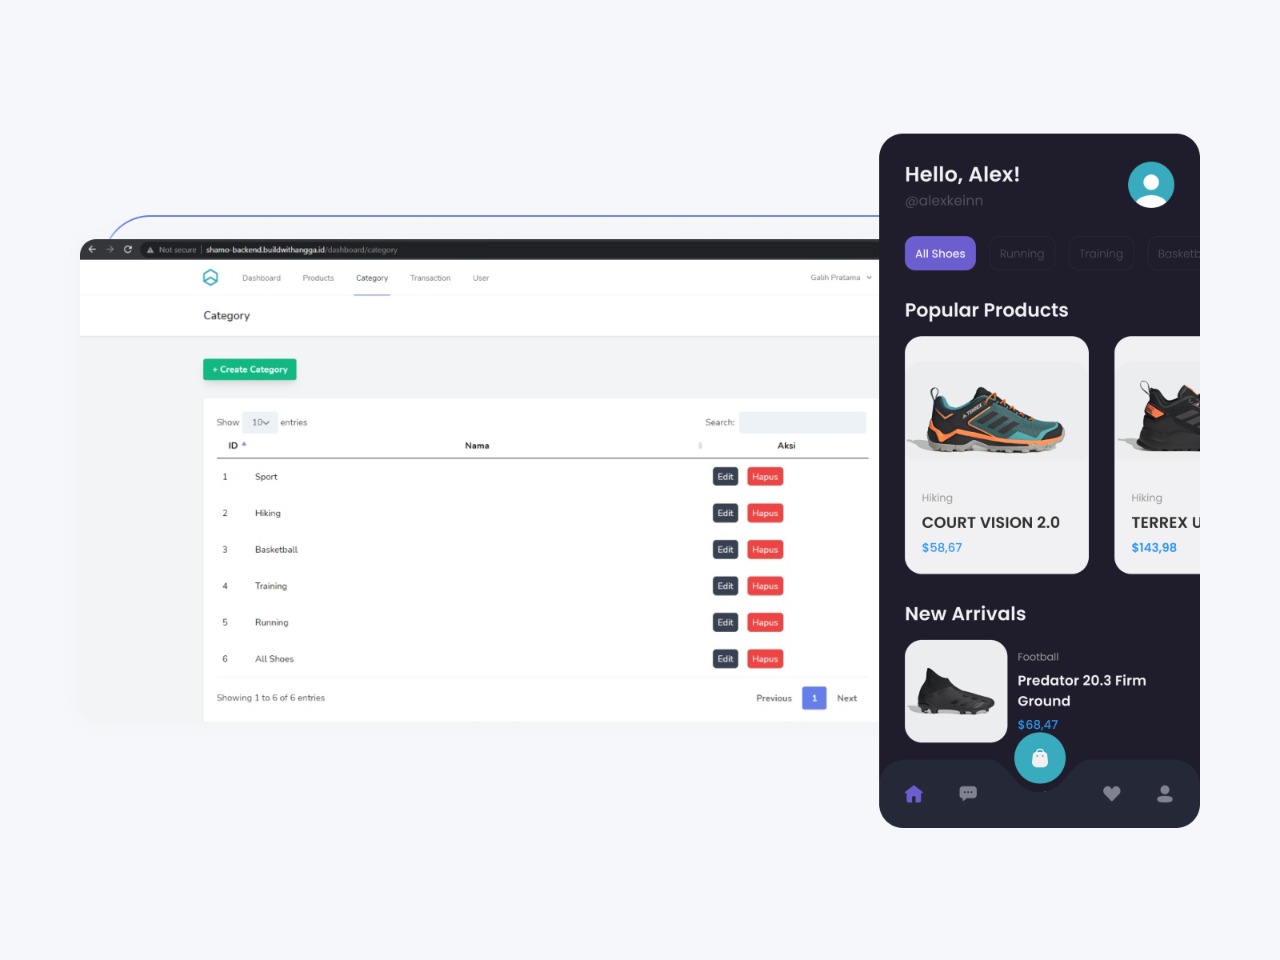 Not secure | shamo-backend.buildwithangga.id/dashboard/category
Dashboard Products Category Transaction User Galih Pratama
Category
+ Create Category
Show 10 entries Search:
ID Nama Aksi
1 Sport Edit Hapus
2 Hiking Edit Hapus
3 Basketball Edit Hapus
4 Training Edit Hapus
5 Running Edit Hapus
6 All Shoes Edit Hapus
Showing 1 to 6 of 6 entries Previous 1 Next
Hello, Alex!
@alexkeinn
All Shoes Running Training Basketb
Popular Products
TERREX
Hiking
COURT VISION 2.0
$58,67
Hiking
TERREX U
$143,98
New Arrivals
Football
Predator 20.3 Firm
Ground
$68,47